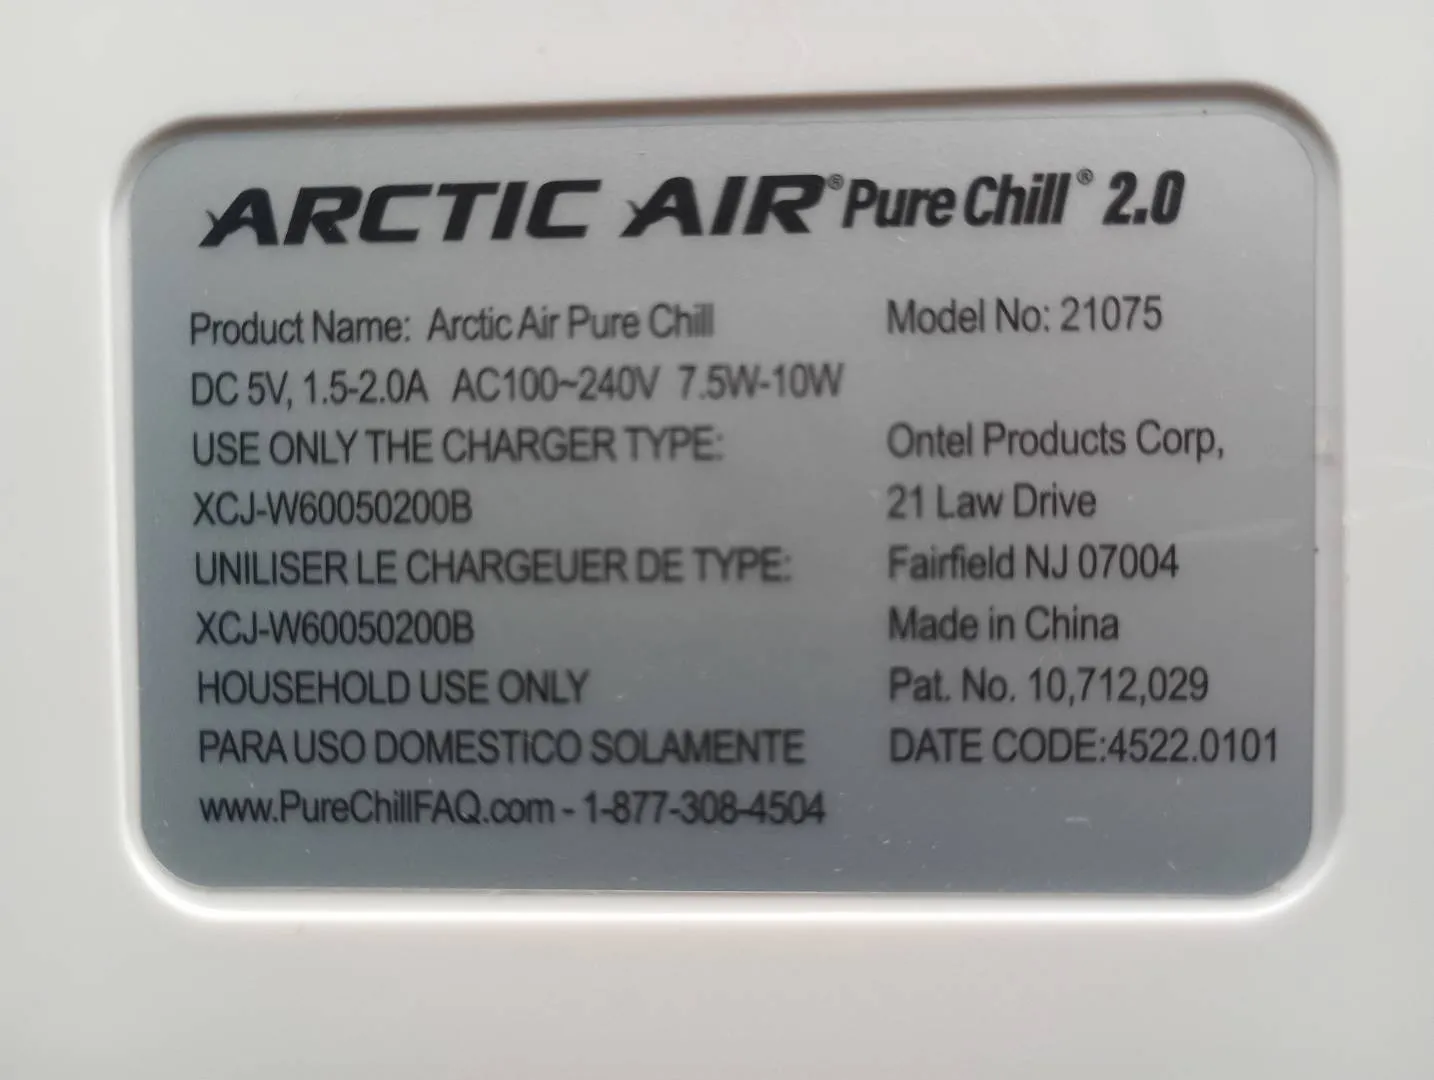 ARCTIC AIR® Pure Chill® 2.0
Product Name: Arctic Air Pure Chill
Model No: 21075
DC 5V, 1.5-2.0A AC100~240V 7.5W-10W
USE ONLY THE CHARGER TYPE:
XCJ-W60050200B
UNILISER LE CHARGEUER DE TYPE:
XCJ-W60050200B
HOUSEHOLD USE ONLY
PARA USO DOMESTiCO SOLAMENTE
www.PureChillFAQ.com - 1-877-308-4504
Ontel Products Corp,
21 Law Drive
Fairfield NJ 07004
Made in China
Pat. No. 10,712,029
DATE CODE:4522.0101